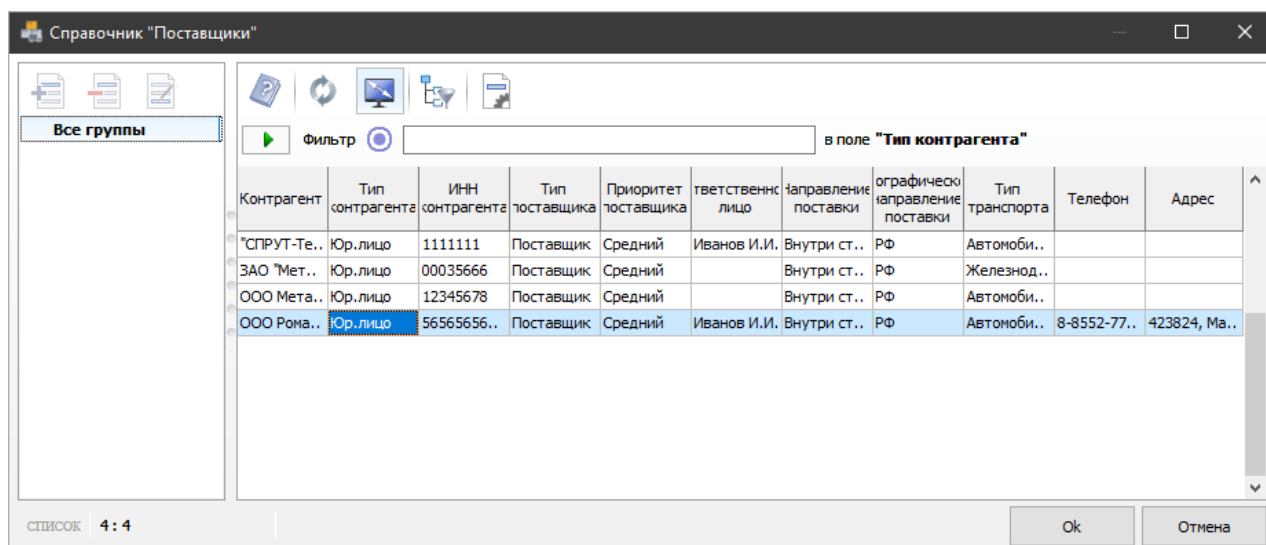 Справочник "Поставщики"
Все группы
Фильтр в поле "Тип контрагента"
Контрагент Тип контрагента ИНН контрагента Тип поставщика Приоритет поставщика тветственно лицо Направление поставки ографическо направление поставки Тип транспорта Телефон Адрес
"СПРУТ-Те.. Юр.лицо 1111111 Поставщик Средний Иванов И.И. Внутри ст.. РФ Автомоби..
ЗАО "Мет.. Юр.лицо 00035666 Поставщик Средний Внутри ст.. РФ Железнод..
ООО Мета.. Юр.лицо 12345678 Поставщик Средний Внутри ст.. РФ Автомоби..
ООО Рома.. Юр.лицо 56565656.. Поставщик Средний Иванов И.И. Внутри ст.. РФ Автомоби.. 8-8552-77.. 423824, Ма..
список 4:4
Ok Отмена